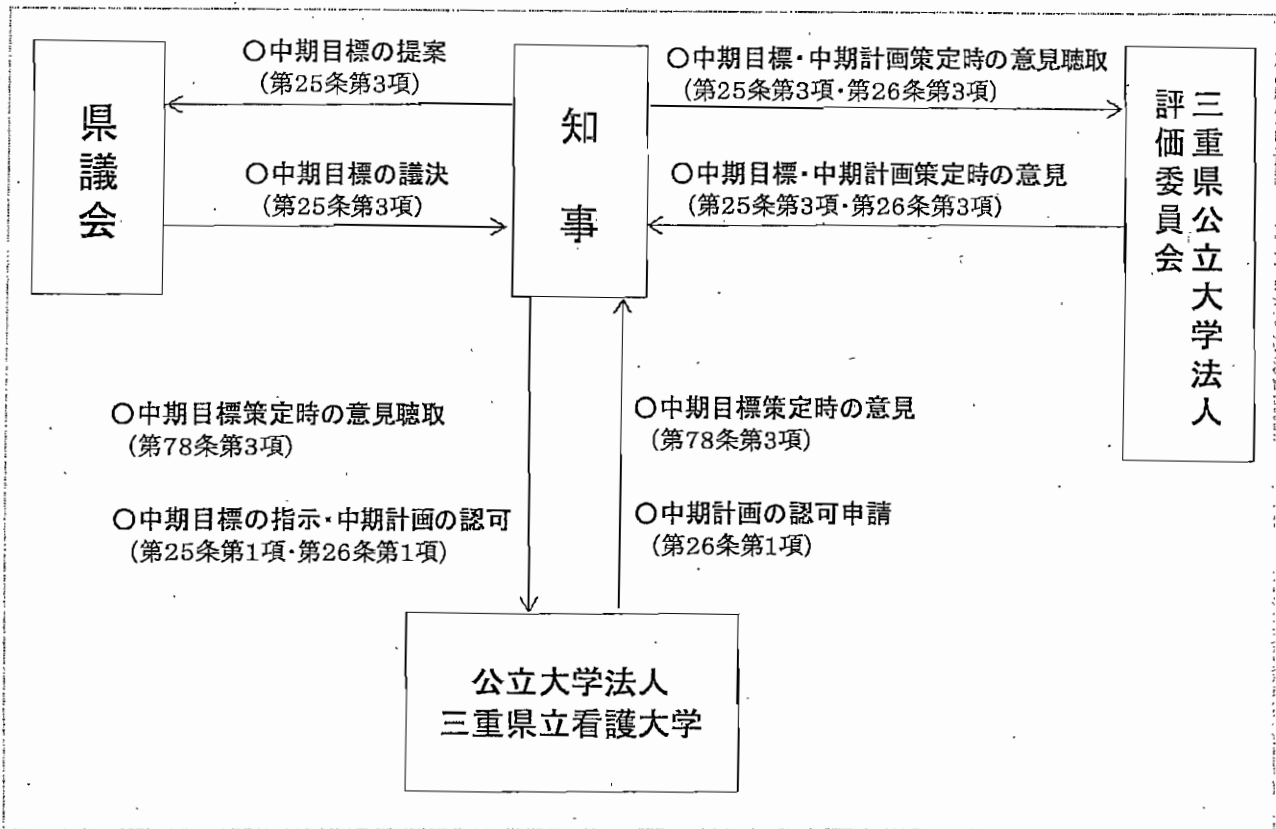 県議会
〇中期目標の提案
(第25条第3項)
〇中期目標の議決
(第25条第3項)
知事
〇中期目標・中期計画策定時の意見聴取
(第25条第3項・第26条第3項)
〇中期目標・中期計画策定時の意見
(第25条第3項・第26条第3項)
三重県公立大学法人
評価委員会
〇中期目標策定時の意見聴取
(第78条第3項)
〇中期目標の指示・中期計画の認可
(第25条第1項・第26条第1項)
〇中期目標策定時の意見
(第78条第3項)
〇中期計画の認可申請
(第26条第1項)
公立大学法人
三重県立看護大学